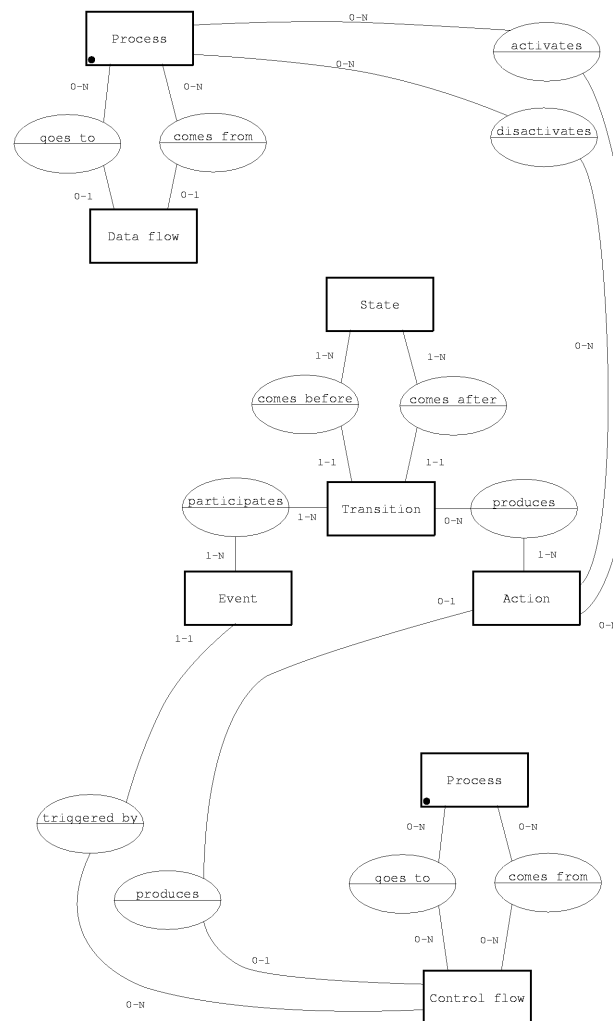 0-N
Process
activates
0-N
0-N
0-N
disactivates
goes to
comes from
0-1
0-1
Data flow
State
0-N
1-N
1-N
comes before
comes after
1-1
1-1
participates
produces
Transition
1-N
0-N
1-N
1-N
Event
Action
0-1
0-N
1-1
Process
triggered by
0-N
0-N
goes to
comes from
produces
0-N
0-N
0-1
Control flow
0-N